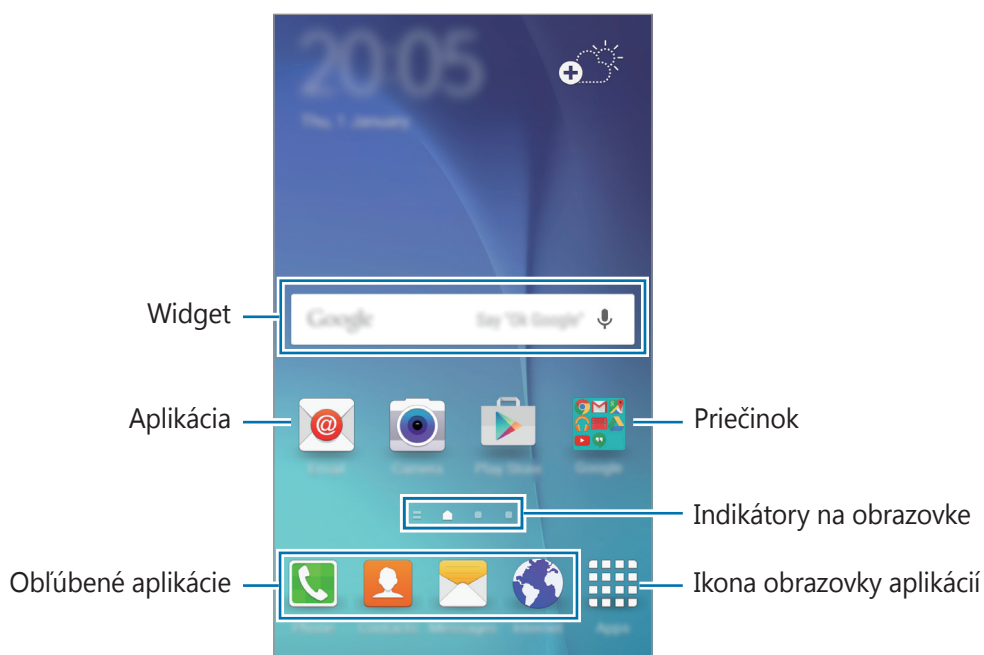 20:05
Thu, 1 January
Widget
Google Say "Ok Google"
Aplikácia
Priečinok
Email Camera Play Store Google
Indikátory na obrazovke
Obľúbené aplikácie
Ikona obrazovky aplikácií
Phone Contacts Messages Internet Apps